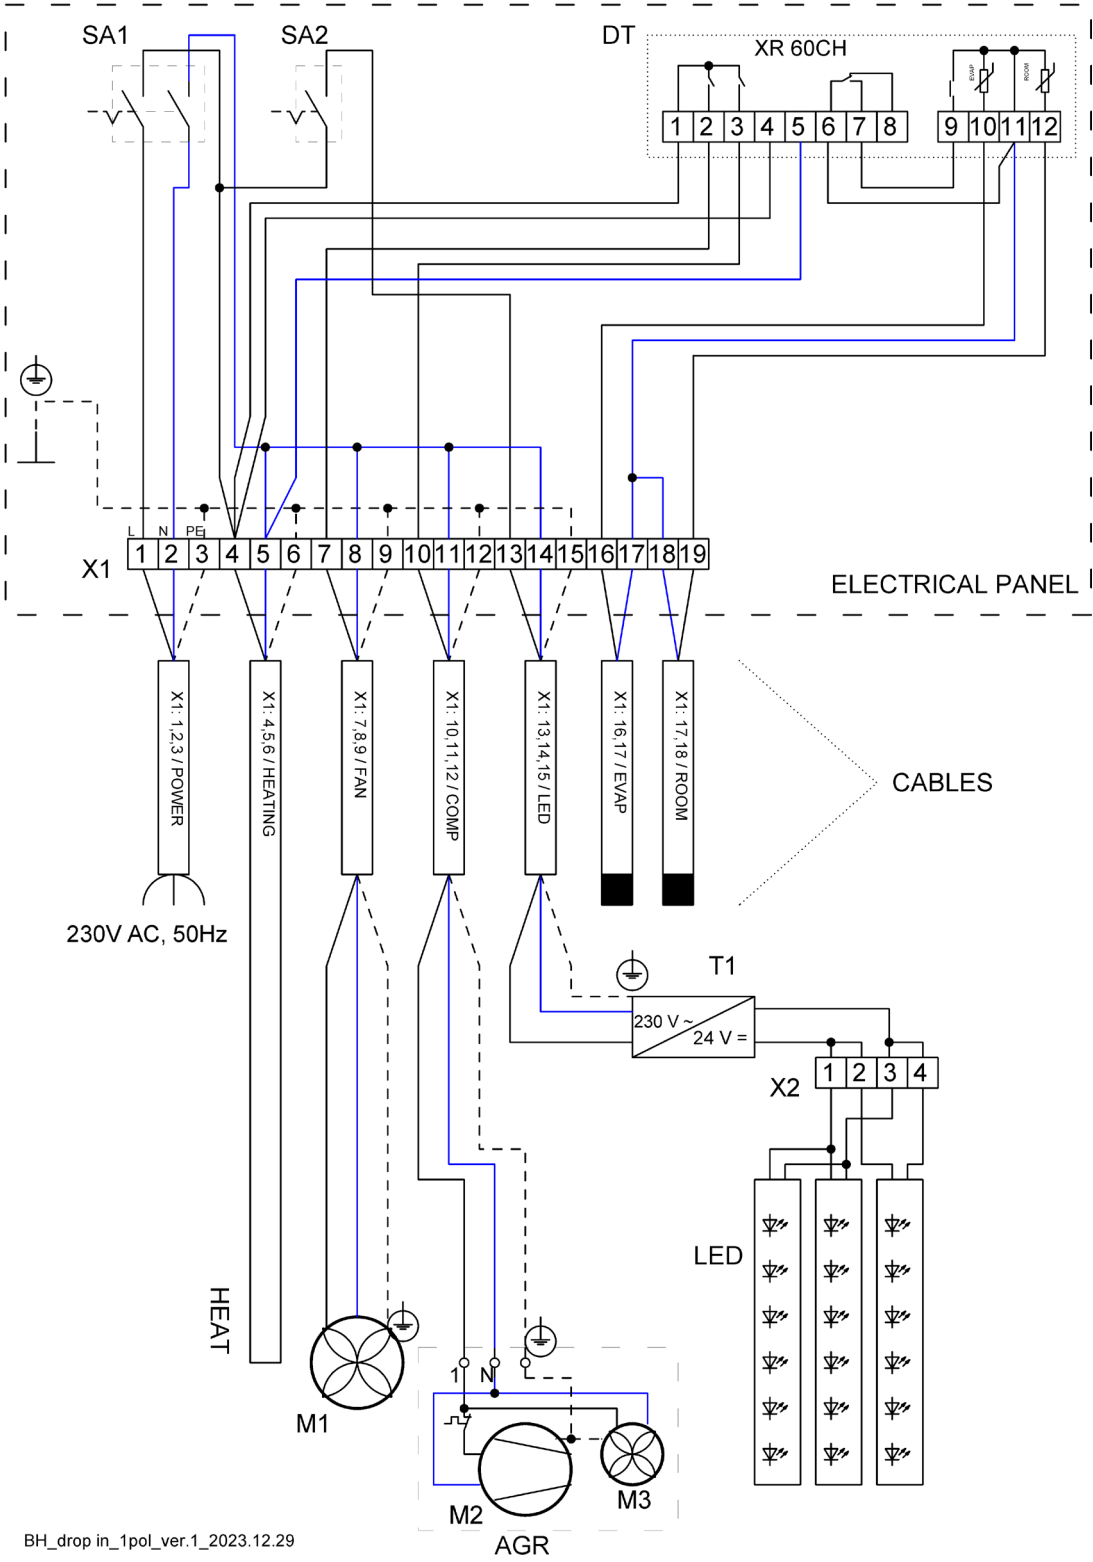 SA1
SA2
DT
XR 60CH
EVAP
ROOM
1 2 3 4 5 6 7 8
9 10 11 12
L N PE
X1
1 2 3 4 5 6 7 8 9 10 11 12 13 14 15 16 17 18 19
ELECTRICAL PANEL
X1: 1,2,3 / POWER
X1: 4,5,6 / HEATING
X1: 7,8,9 / FAN
X1: 10,11,12 / COMP
X1: 13,14,15 / LED
X1: 16,17 / EVAP
X1: 17,18 / ROOM
CABLES
230V AC, 50Hz
T1
230 V ~
24 V =
X2
1 2 3 4
LED
HEAT
M1
1 N
M2
M3
AGR
BH_drop in_1pol_ver.1_2023.12.29